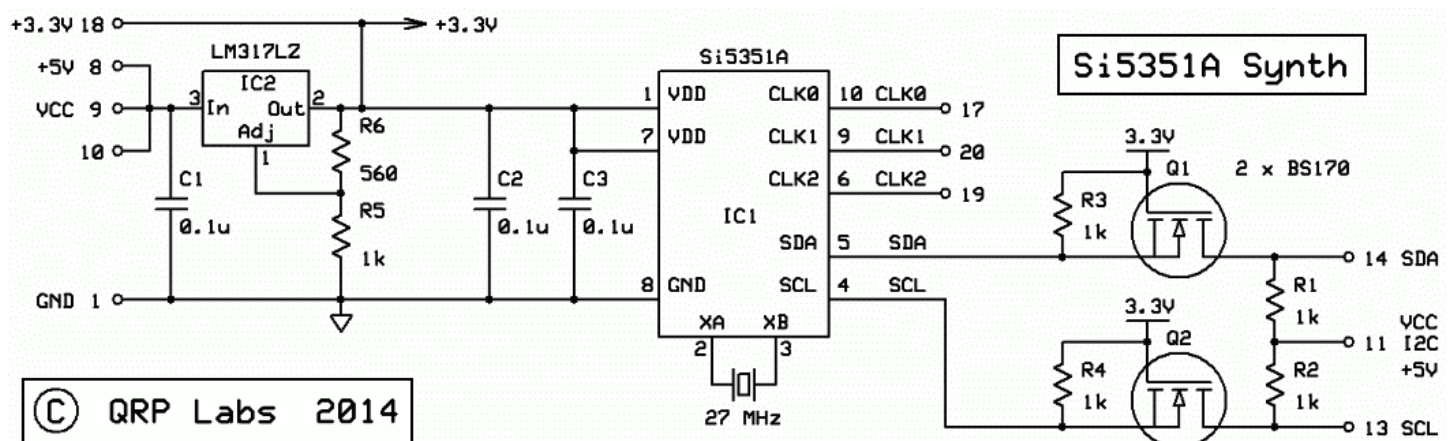 +3.3V 18
+3.3V
LM317LZ
IC2
+5V 8
VCC 9
10
3 In Out 2
Adj
1
R6
560
R5
1k
C1
0.1u
C2
0.1u
C3
0.1u
GND 1
Si5351A
1 VDD
7 VDD
8 GND
IC1
CLK0 10 CLK0 17
CLK1 9 CLK1 20
CLK2 6 CLK2 19
SDA 5 SDA
SCL 4 SCL
XA XB
2 3
27 MHz
Si5351A Synth
3.3V
Q1 2 x BS170
R3
1k
14 SDA
R1
1k
3.3V
Q2
VCC
11 I2C
+5V
R4
1k
R2
1k
13 SCL
© QRP Labs 2014